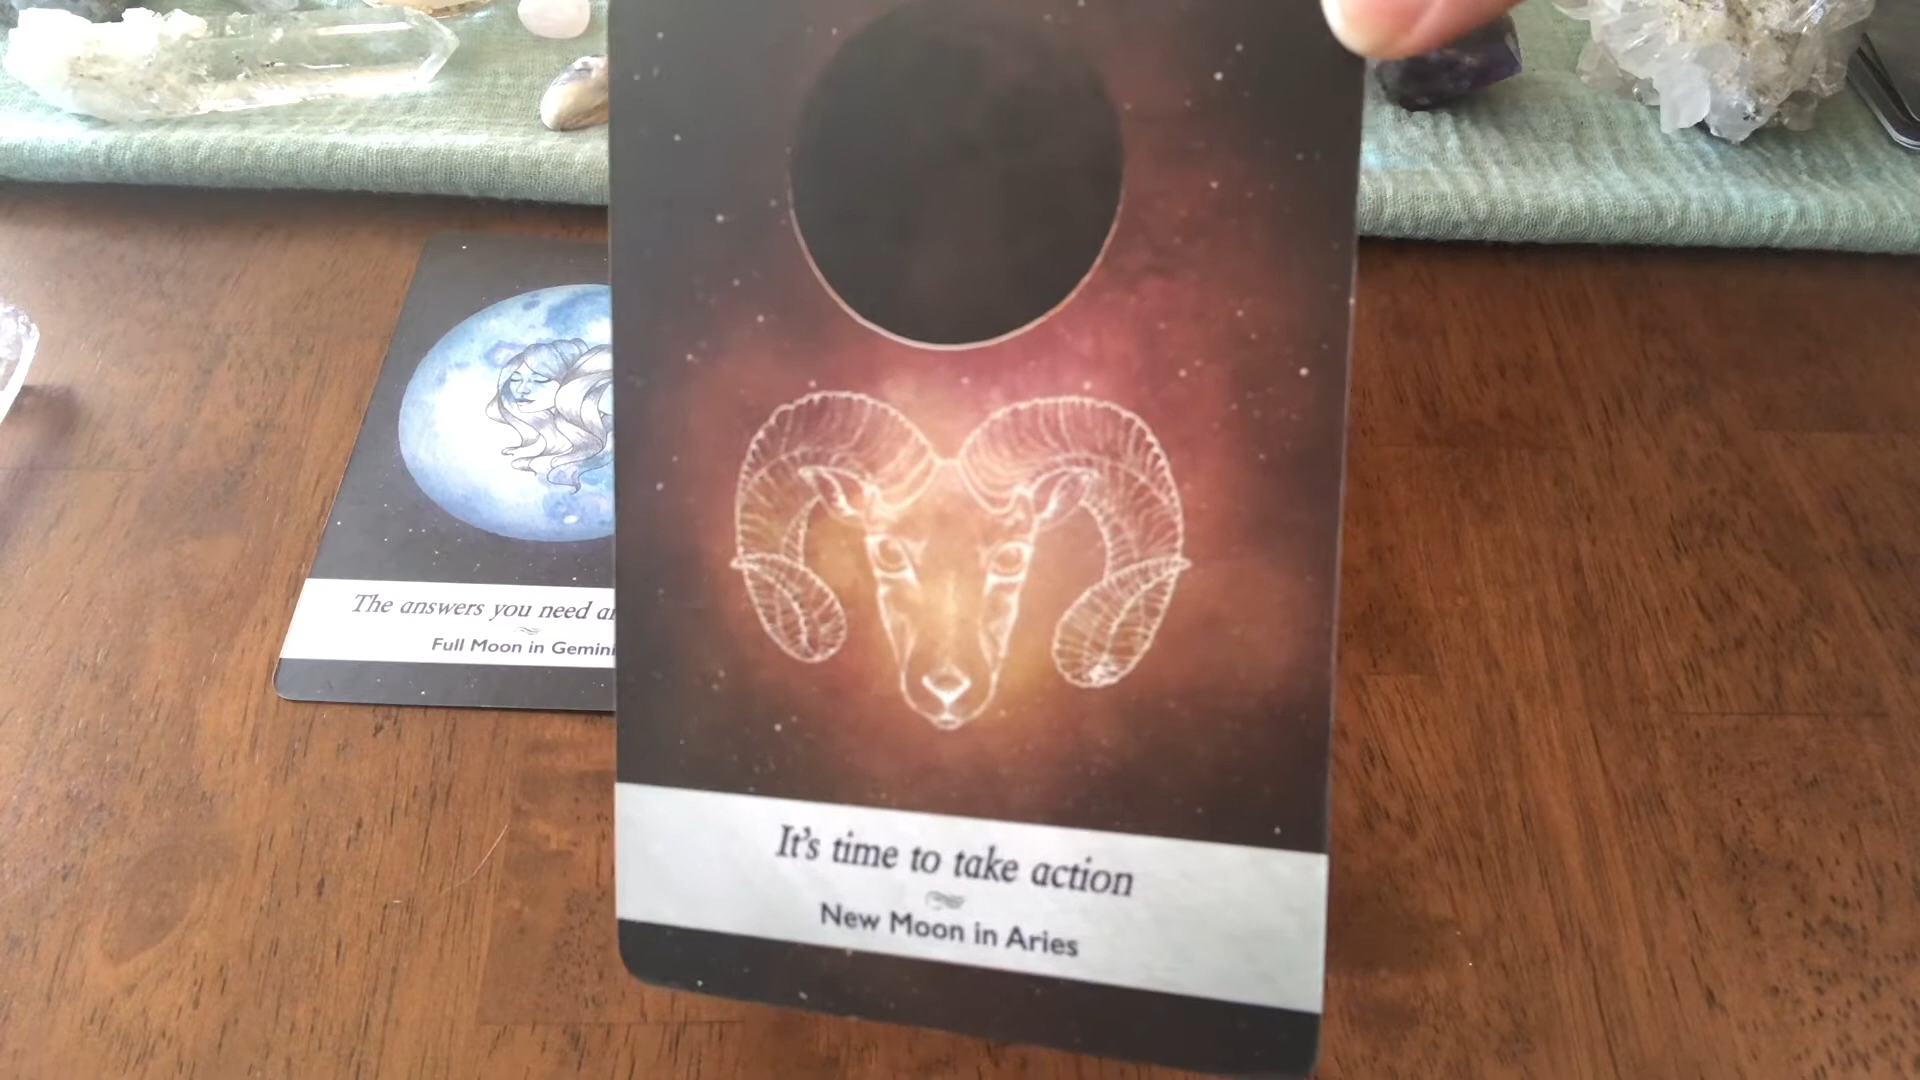 The answers you need
Full Moon in Gemini
It's time to take action
New Moon in Aries